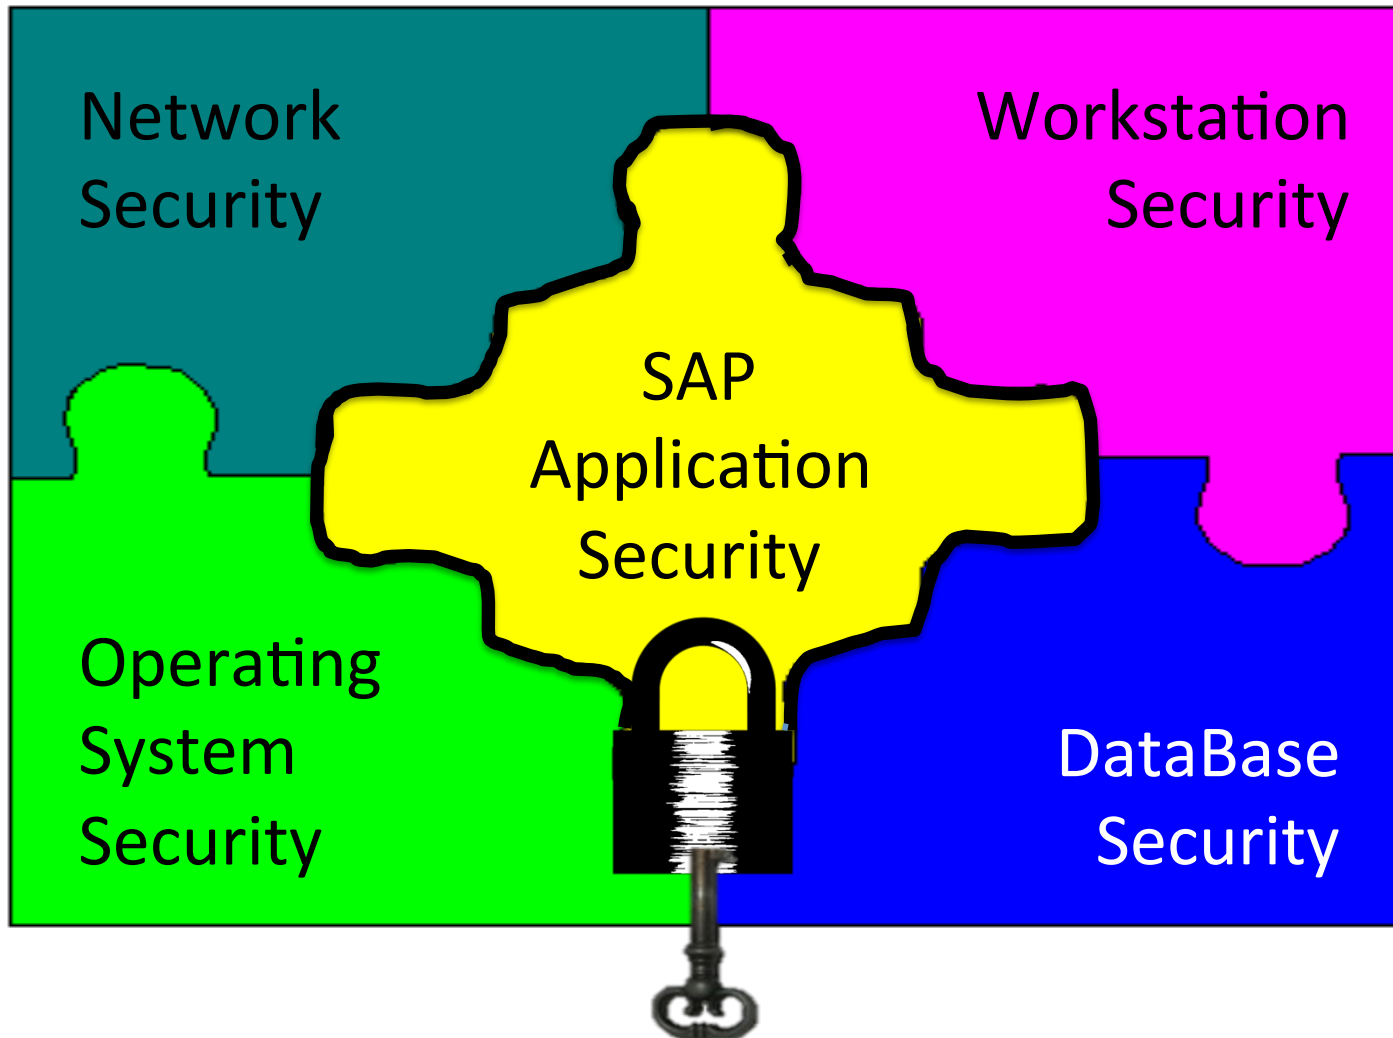 Network
Security
Workstation
Security
SAP
Application
Security
Operating
System
Security
DataBase
Security